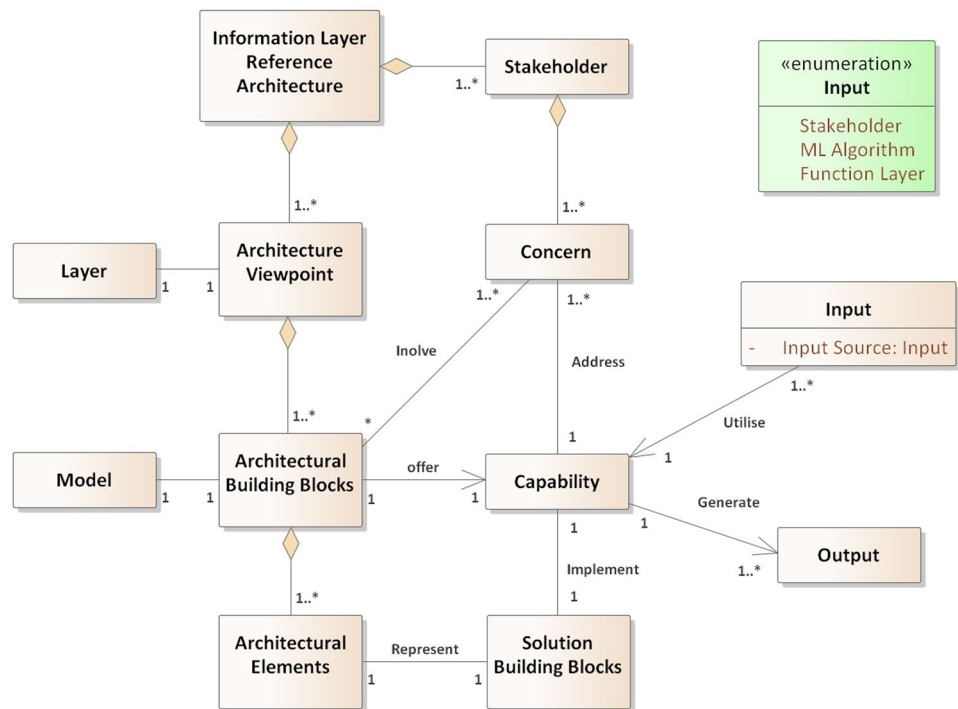 Information Layer
Reference
Architecture
1..*
Stakeholder
«enumeration»
Input
Stakeholder
ML Algorithm
Function Layer
1..*
1..*
Layer
1
1
Architecture
Viewpoint
Concern
1..*
1..*
Input
- Input Source: Input
Inolve
Address
1..*
1..*
*
1
Utilise
1
Model
1
1
Architectural
Building Blocks
1
offer
1
Capability
1
1
Generate
1..*
Output
Implement
1..*
1
Architectural
Elements
1
Represent
1
Solution
Building Blocks